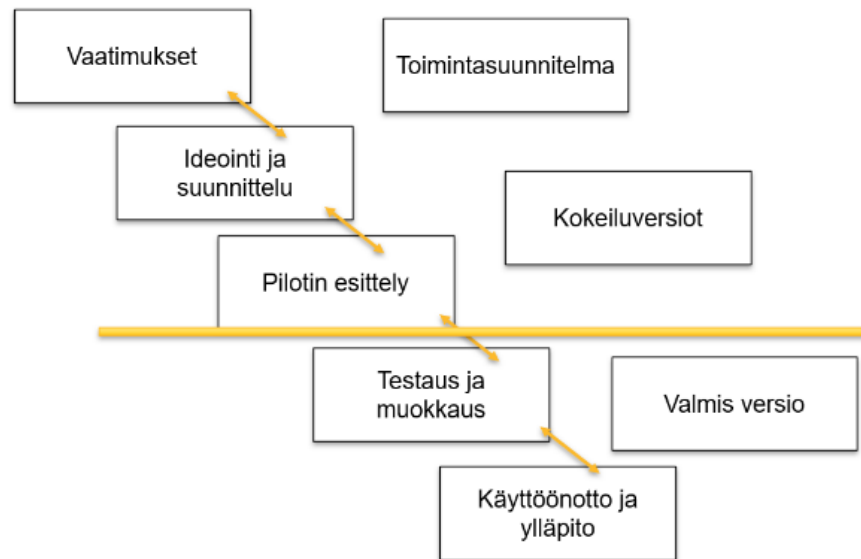 Vaatimukset
Toimintasuunnitelma
Ideointi ja
suunnittelu
Kokeiluversiot
Pilotin esittely
Testaus ja
muokkaus
Valmis versio
Käyttöönotto ja
ylläpito